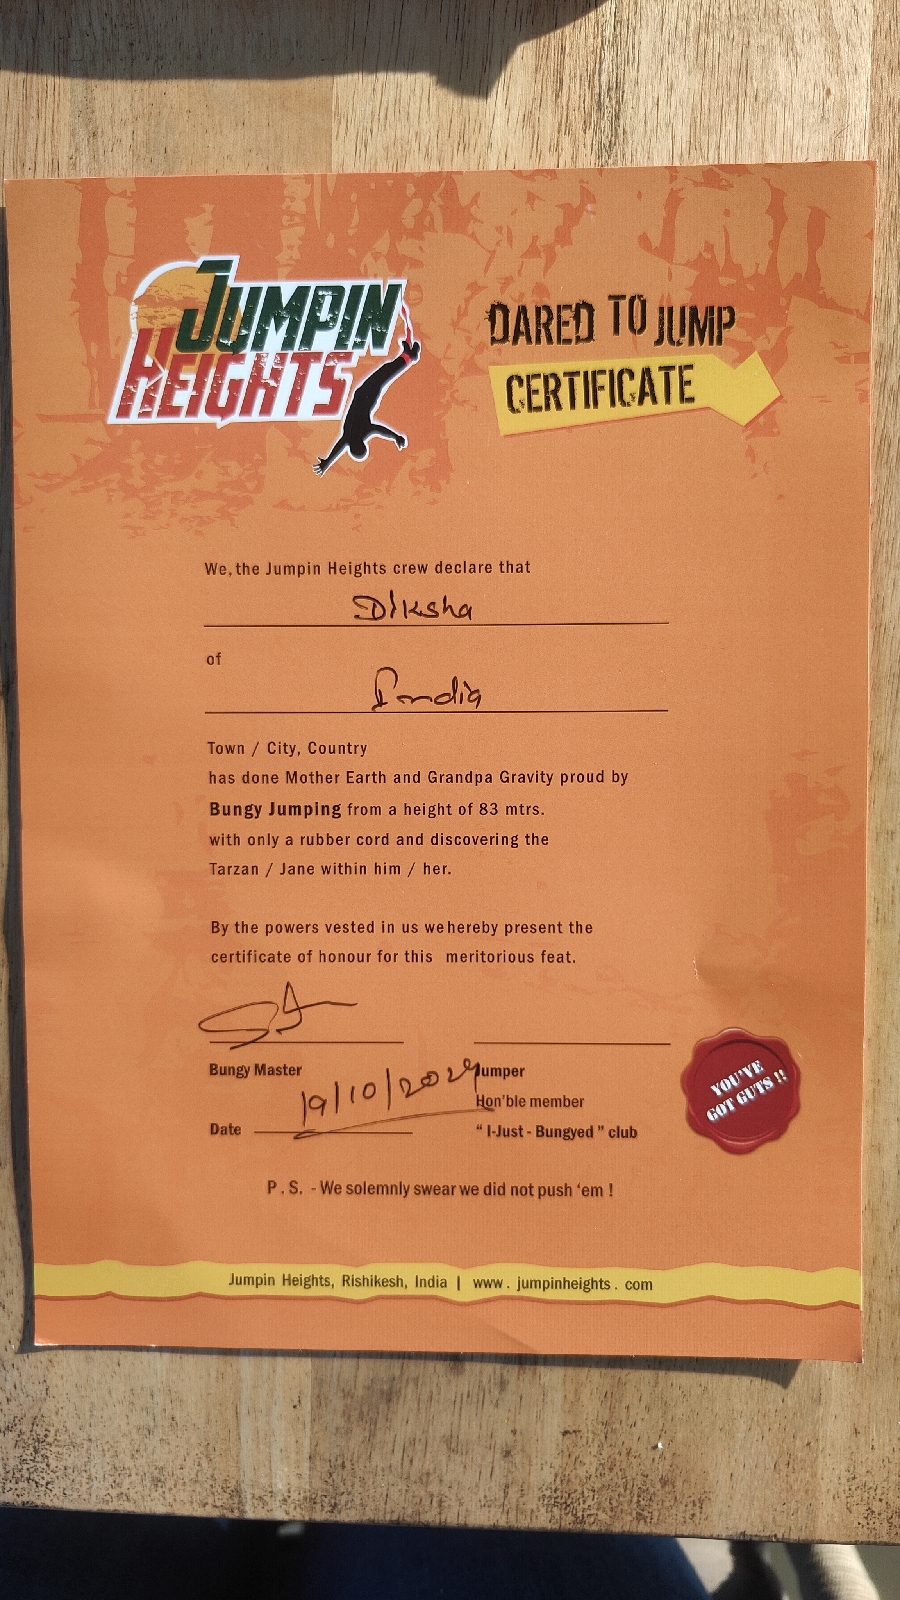 JUMPIN
HEIGHTS
DARED TO JUMP
CERTIFICATE
We, the Jumpin Heights crew declare that
Diksha
of
India
Town / City, Country
has done Mother Earth and Grandpa Gravity proud by
Bungy Jumping from a height of 83 mtrs.
with only a rubber cord and discovering the
Tarzan / Jane within him / her.
By the powers vested in us we hereby present the
certificate of honour for this meritorious feat.
Bungy Master
Jumper
19/10/2024
Hon'ble member
Date
“ I-Just - Bungyed ” club
YOU'VE
GOT GUTS !!
P . S. - We solemnly swear we did not push ‘em !
Jumpin Heights, Rishikesh, India | www . jumpinheights . com